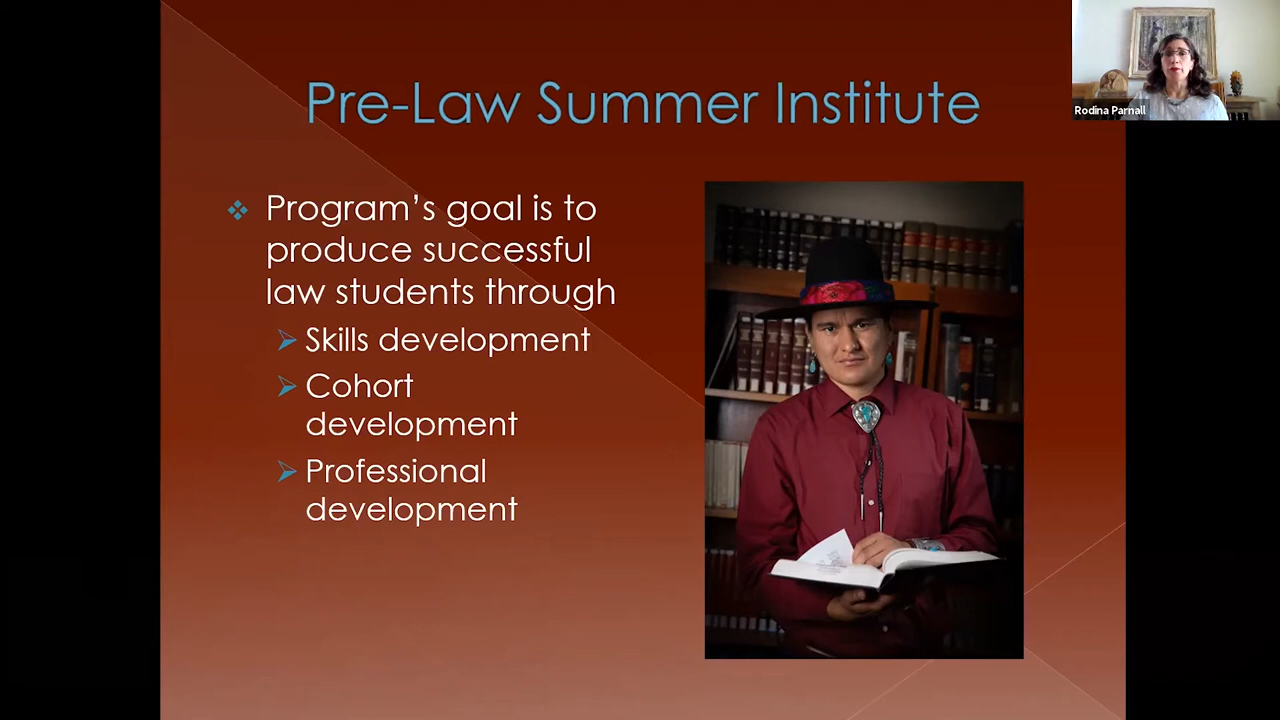 Pre-Law Summer Institute
Rodina Parnall
Program's goal is to
produce successful
law students through
Skills development
Cohort
development
Professional
development